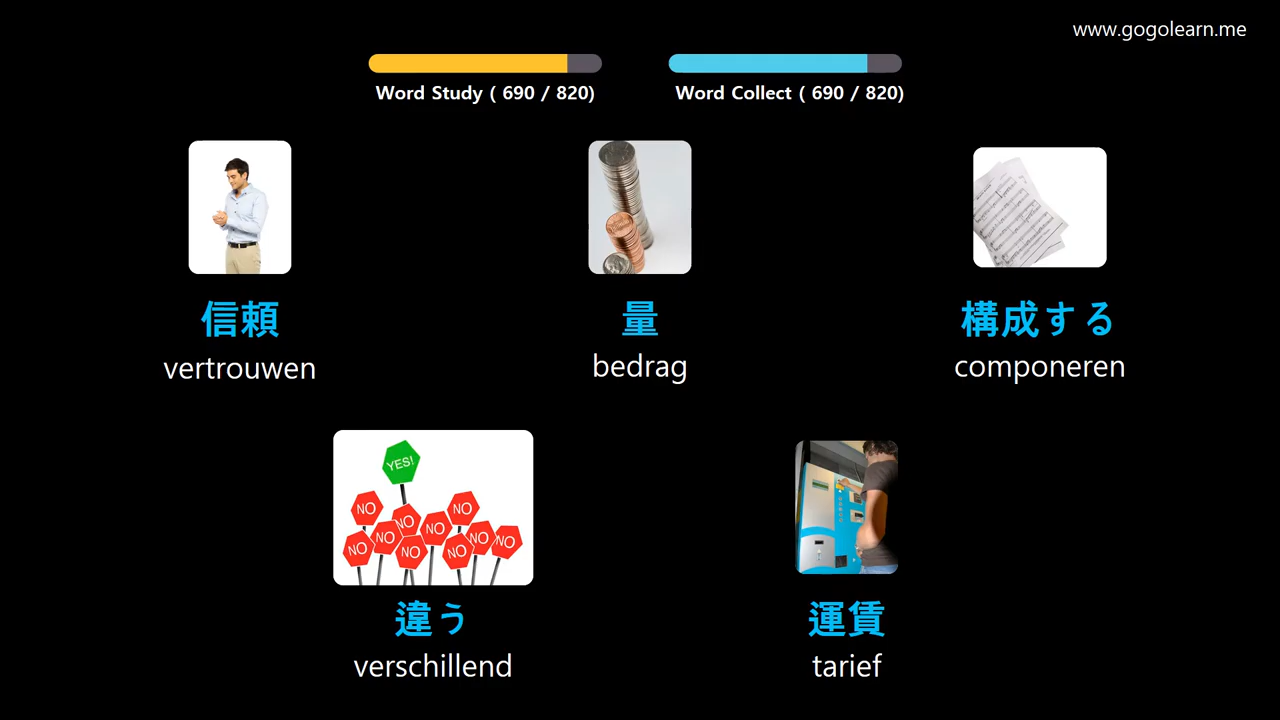 www.gogolearn.me
Word Study ( 690 / 820)
Word Collect ( 690 / 820)
信頼
vertrouwen
量
bedrag
構成する
componeren
YES!
NO
NO
NO
NO
NO
NO
NO
NO
NO
NO
違う
verschillend
運賃
tarief